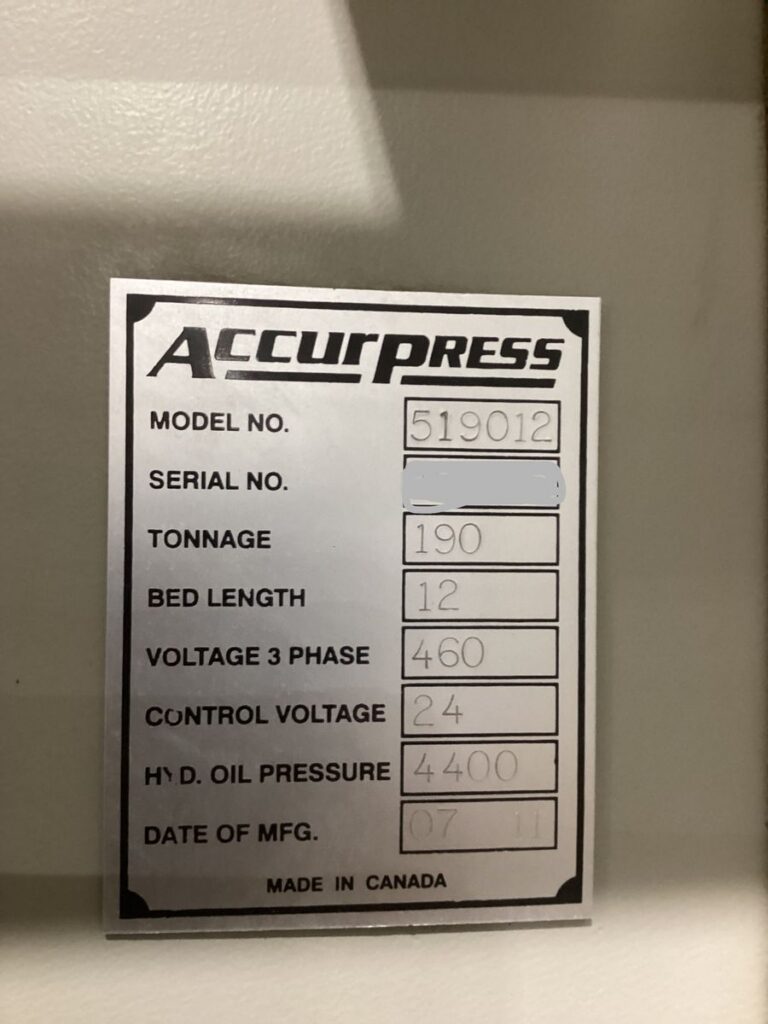 ACCURPRESS
MODEL NO. 519012
SERIAL NO.
TONNAGE 190
BED LENGTH 12
VOLTAGE 3 PHASE 460
CONTROL VOLTAGE 24
HYD. OIL PRESSURE 4400
DATE OF MFG. 07 11
MADE IN CANADA